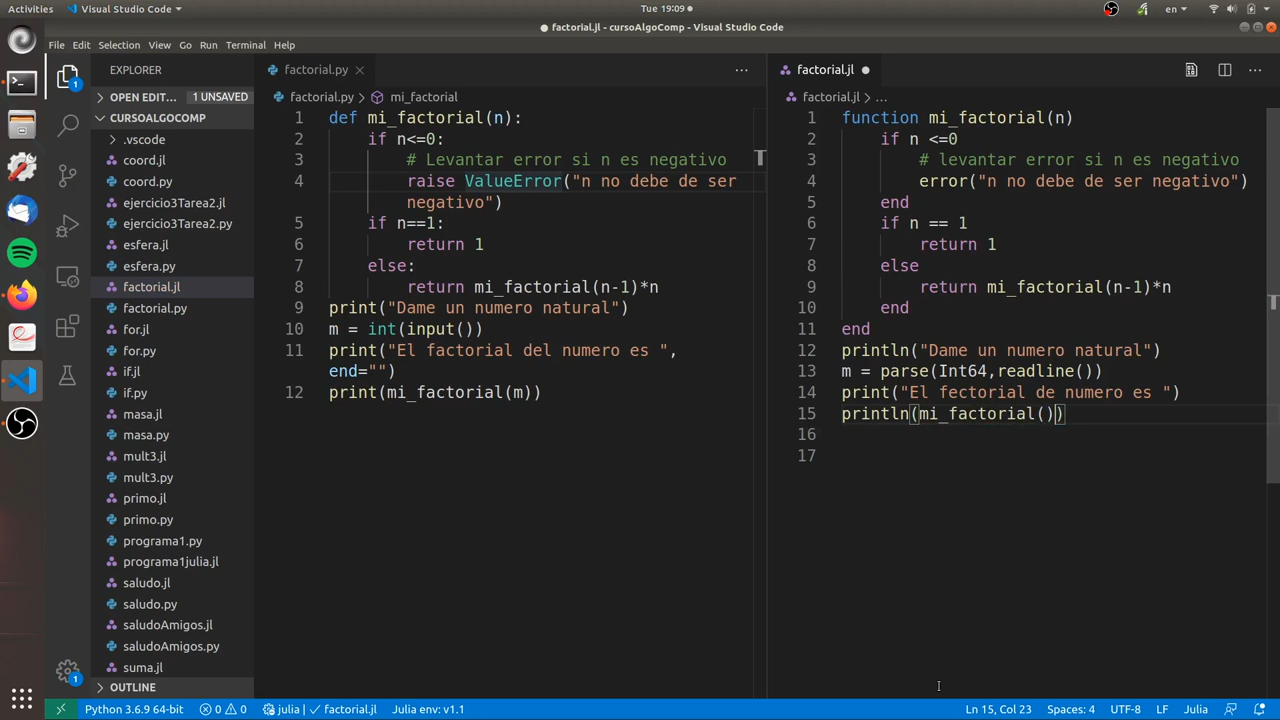 Activities
Visual Studio Code
Tue 19:09
en
factorial.jl - cursoAlgoComp - Visual Studio Code
File Edit Selection View Go Run Terminal Help
EXPLORER
OPEN EDIT... 1 UNSAVED
CURSOALGOCOMP
.vscode
coord.jl
coord.py
ejercicio3Tarea2.jl
ejercicio3Tarea2.py
esfera.jl
esfera.py
factorial.jl
factorial.py
for.jl
for.py
if.jl
if.py
masa.jl
masa.py
mult3.jl
mult3.py
primo.jl
primo.py
programa1.py
programa1julia.jl
saludo.jl
saludo.py
saludoAmigos.jl
saludoAmigos.py
suma.jl
OUTLINE
1
1
factorial.py
factorial.py > mi_factorial
1 def mi_factorial(n):
2 if n<=0:
3 # Levantar error si n es negativo
4 raise ValueError("n no debe de ser
negativo")
5 if n==1:
6 return 1
7 else:
8 return mi_factorial(n-1)*n
9 print("Dame un numero natural")
10 m = int(input())
11 print("El factorial del numero es ",
end="")
12 print(mi_factorial(m))
factorial.jl
factorial.jl > ...
1 function mi_factorial(n)
2 if n <=0
3 # levantar error si n es negativo
4 error("n no debe de ser negativo")
5 end
6 if n == 1
7 return 1
8 else
9 return mi_factorial(n-1)*n
10 end
11 end
12 println("Dame un numero natural")
13 m = parse(Int64,readline())
14 print("El fectorial de numero es ")
15 println(mi_factorial())
16
17
Python 3.6.9 64-bit
0 0
julia | ✓ factorial.jl
Julia env: v1.1
Ln 15, Col 23
Spaces: 4
UTF-8
LF
Julia